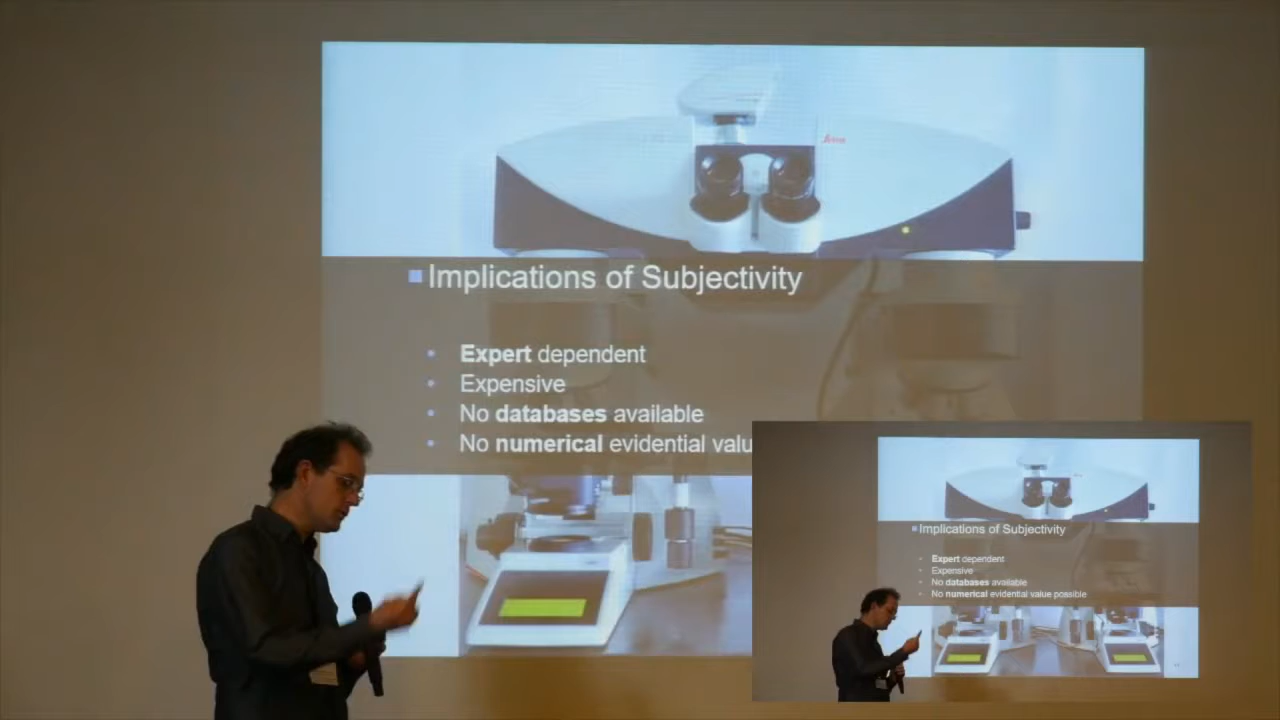 Leica
Implications of Subjectivity
• Expert dependent
• Expensive
• No databases available
• No numerical evidential valu
Implications of Subjectivity
• Expert dependent
• Expensive
• No databases available
• No numerical evidential value possible